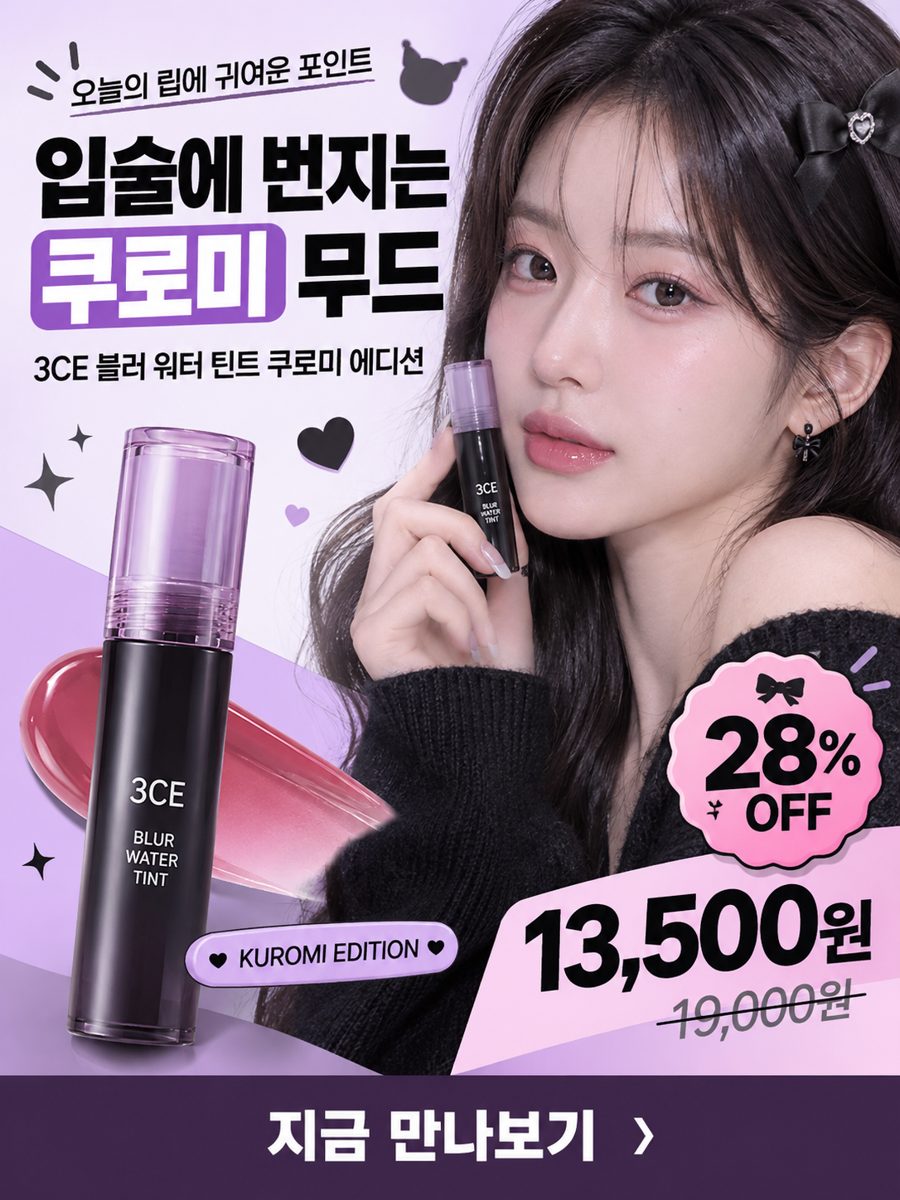 오늘의 립에 귀여운 포인트
입술에 번지는
쿠로미 무드
3CE 블러 워터 틴트 쿠로미 에디션
3CE
BLUR
WATER
TINT
3CE
BLUR
WATER
TINT
KUROMI EDITION
28%
OFF
13,500원
19,000원
지금 만나보기 〉